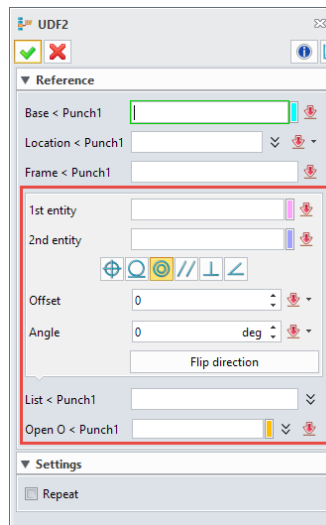 UDF2
Reference
Base < Punch1
Location < Punch1
Frame < Punch1
1st entity
2nd entity
Offset 0
Angle 0 deg
Flip direction
List < Punch1
Open O < Punch1
Settings
Repeat